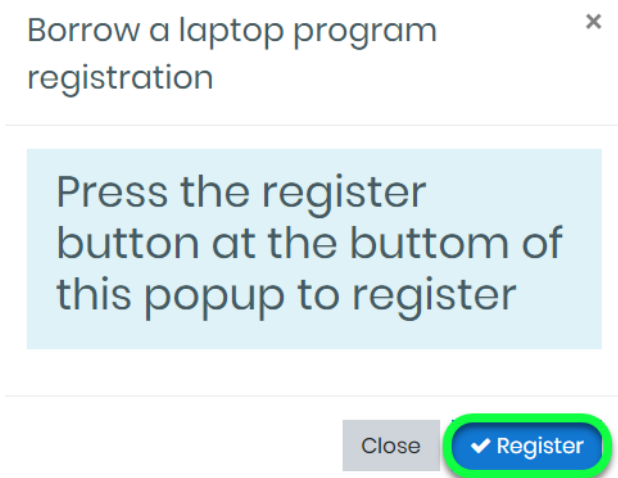 Borrow a laptop program
registration
×
Press the register
button at the buttom of
this popup to register
Close
✔ Register